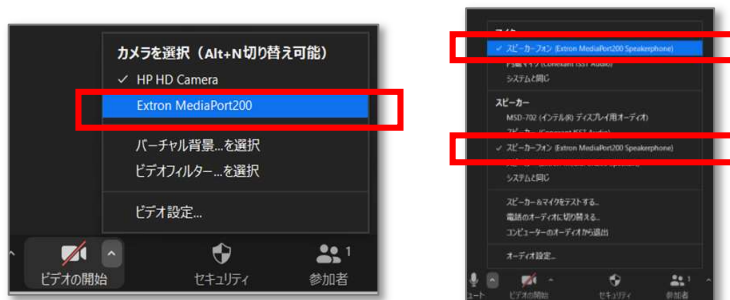 カメラを選択（Alt+N切り替え可能）
✓ HP HD Camera
Extron MediaPort200
バーチャル背景...を選択
ビデオフィルター...を選択
ビデオ設定...
ビデオの開始
セキュリティ
参加者
1
✓ スピーカーフォン (Extron MediaPort200 Speakerphone)
内蔵マイク (Conexant ISST Audio)
システムと同じ
スピーカー
MSD-702 (インテル(R) ディスプレイ用オーディオ)
✓ スピーカーフォン (Extron MediaPort200 Speakerphone)
システムと同じ
スピーカー&マイクをテストする...
電話のオーディオに切り替える...
コンピューターのオーディオから退出
オーディオ設定...
ビデオの開始
セキュリティ
参加者
1